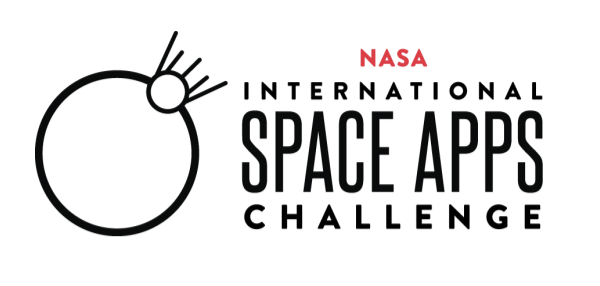 NASA
INTERNATIONAL
SPACE APPS
CHALLENGE